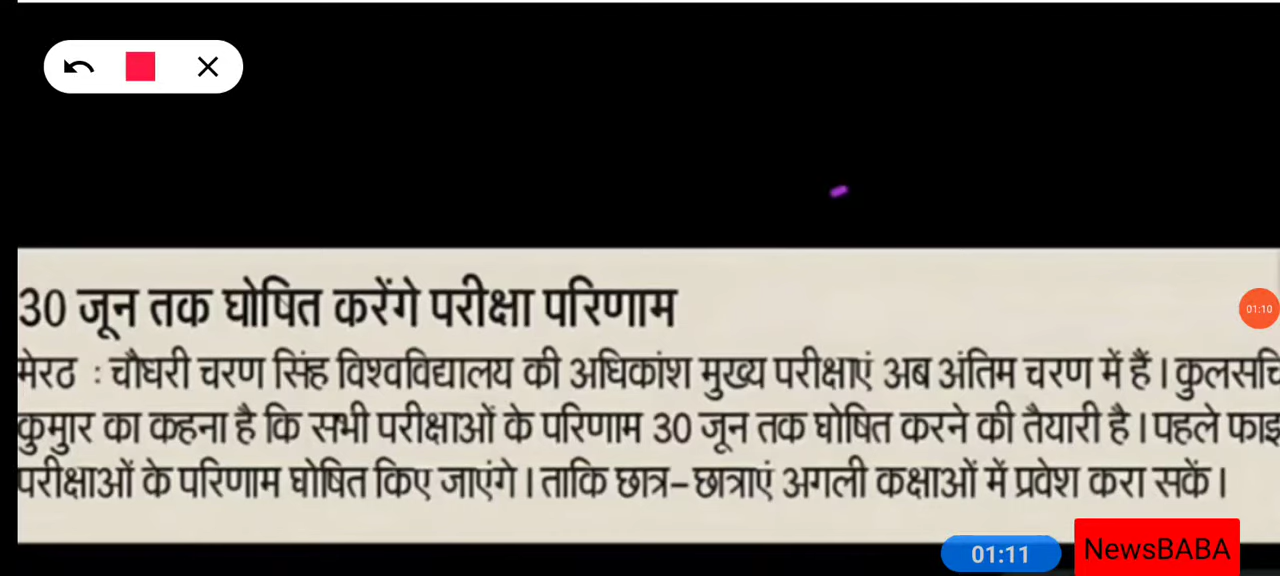 30 जून तक घोषित करेंगे परीक्षा परिणाम
मेरठ : चौधरी चरण सिंह विश्वविद्यालय की अधिकांश मुख्य परीक्षाएं अब अंतिम चरण में हैं। कुलसचि
01:10
कुमार का कहना है कि सभी परीक्षाओं के परिणाम 30 जून तक घोषित करने की तैयारी है। पहले फाइ
परीक्षाओं के परिणाम घोषित किए जाएंगे। ताकि छात्र-छात्राएं अगली कक्षाओं में प्रवेश करा सकें।
01:11
NewsBABA